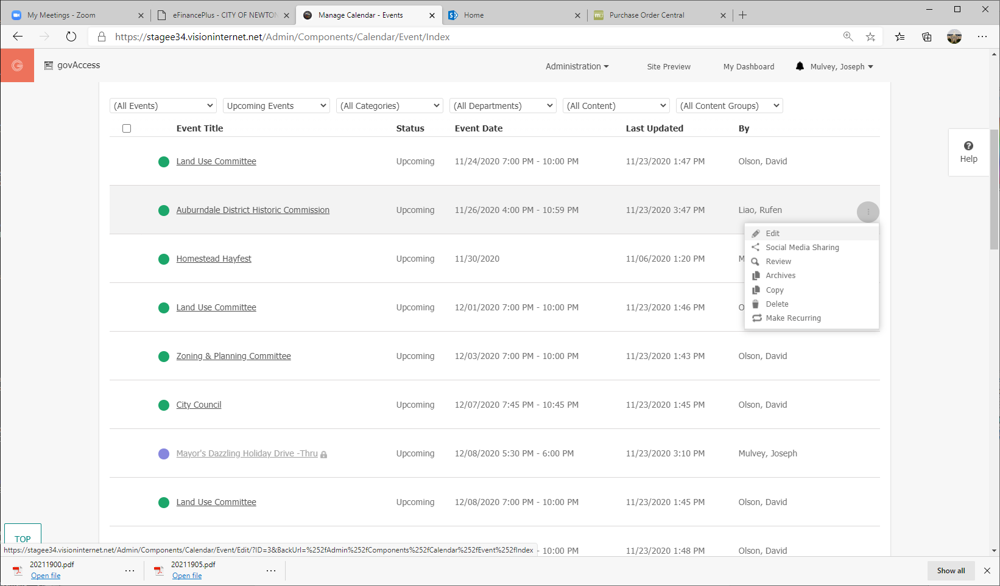 My Meetings - Zoom
eFinancePlus - CITY OF NEWTON
Manage Calendar - Events
Home
Purchase Order Central
https://stagee34.visioninternet.net/Admin/Components/Calendar/Event/Index
govAccess
Administration
Site Preview
My Dashboard
Mulvey, Joseph
(All Events)
Upcoming Events
(All Categories)
(All Departments)
(All Content)
(All Content Groups)
Event Title Status Event Date Last Updated By
Land Use Committee Upcoming 11/24/2020 7:00 PM - 10:00 PM 11/23/2020 1:47 PM Olson, David
Help
Auburndale District Historic Commission Upcoming 11/26/2020 4:00 PM - 10:59 PM 11/23/2020 3:47 PM Liao, Rufen
Edit
Social Media Sharing
Review
Archives
Copy
Delete
Make Recurring
Homestead Hayfest Upcoming 11/30/2020 11/06/2020 1:20 PM M
Land Use Committee Upcoming 12/01/2020 7:00 PM - 10:00 PM 11/23/2020 1:46 PM O
Zoning & Planning Committee Upcoming 12/03/2020 7:00 PM - 10:00 PM 11/23/2020 1:43 PM Olson, David
City Council Upcoming 12/07/2020 7:45 PM - 10:45 PM 11/23/2020 1:45 PM Olson, David
Mayor's Dazzling Holiday Drive -Thru Upcoming 12/08/2020 5:30 PM - 6:00 PM 11/23/2020 3:10 PM Mulvey, Joseph
Land Use Committee Upcoming 12/08/2020 7:00 PM - 10:00 PM 11/23/2020 1:45 PM Olson, David
TOP
- 10:00 PM 11/23/2020 1:48 PM Olson, David
https://stagee34.visioninternet.net/Admin/Components/Calendar/Event/Edit/?ID=3&BackUrl=%252fAdmin%252fComponents%252fCalendar%252fEvent%252fIndex
20211900.pdf
Open file
20211905.pdf
Open file
Show all